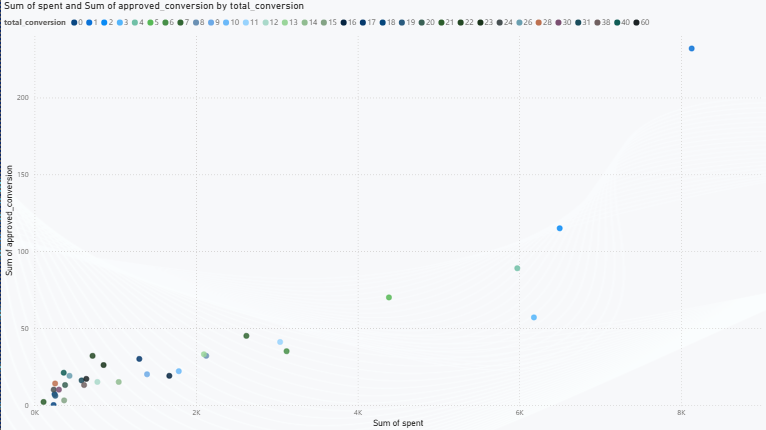 Sum of spent and Sum of approved_conversion by total_conversion
total_conversion 0 1 2 3 4 5 6 7 8 9 10 11 12 13 14 15 16 17 18 19 20 21 22 23 24 26 28 30 31 38 40 60
Sum of approved_conversion
200
150
100
50
0
0K 2K 4K 6K 8K
Sum of spent